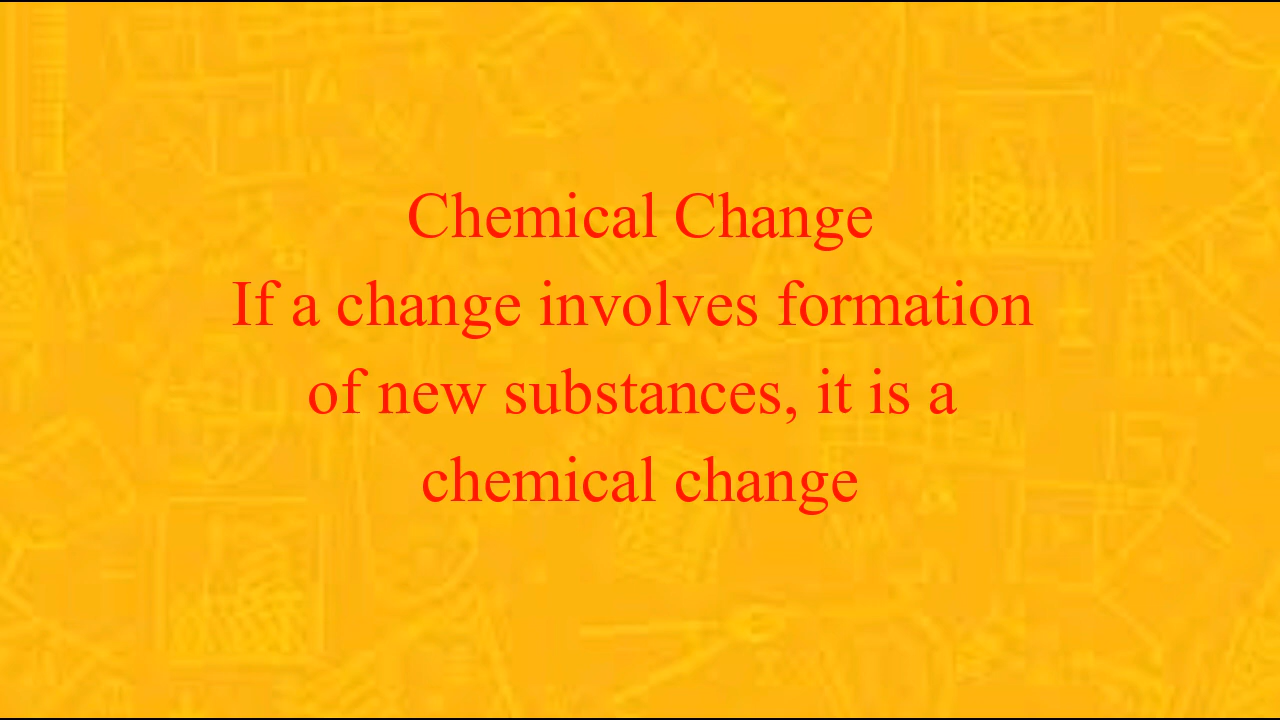 Chemical Change
If a change involves formation
of new substances, it is a
chemical change